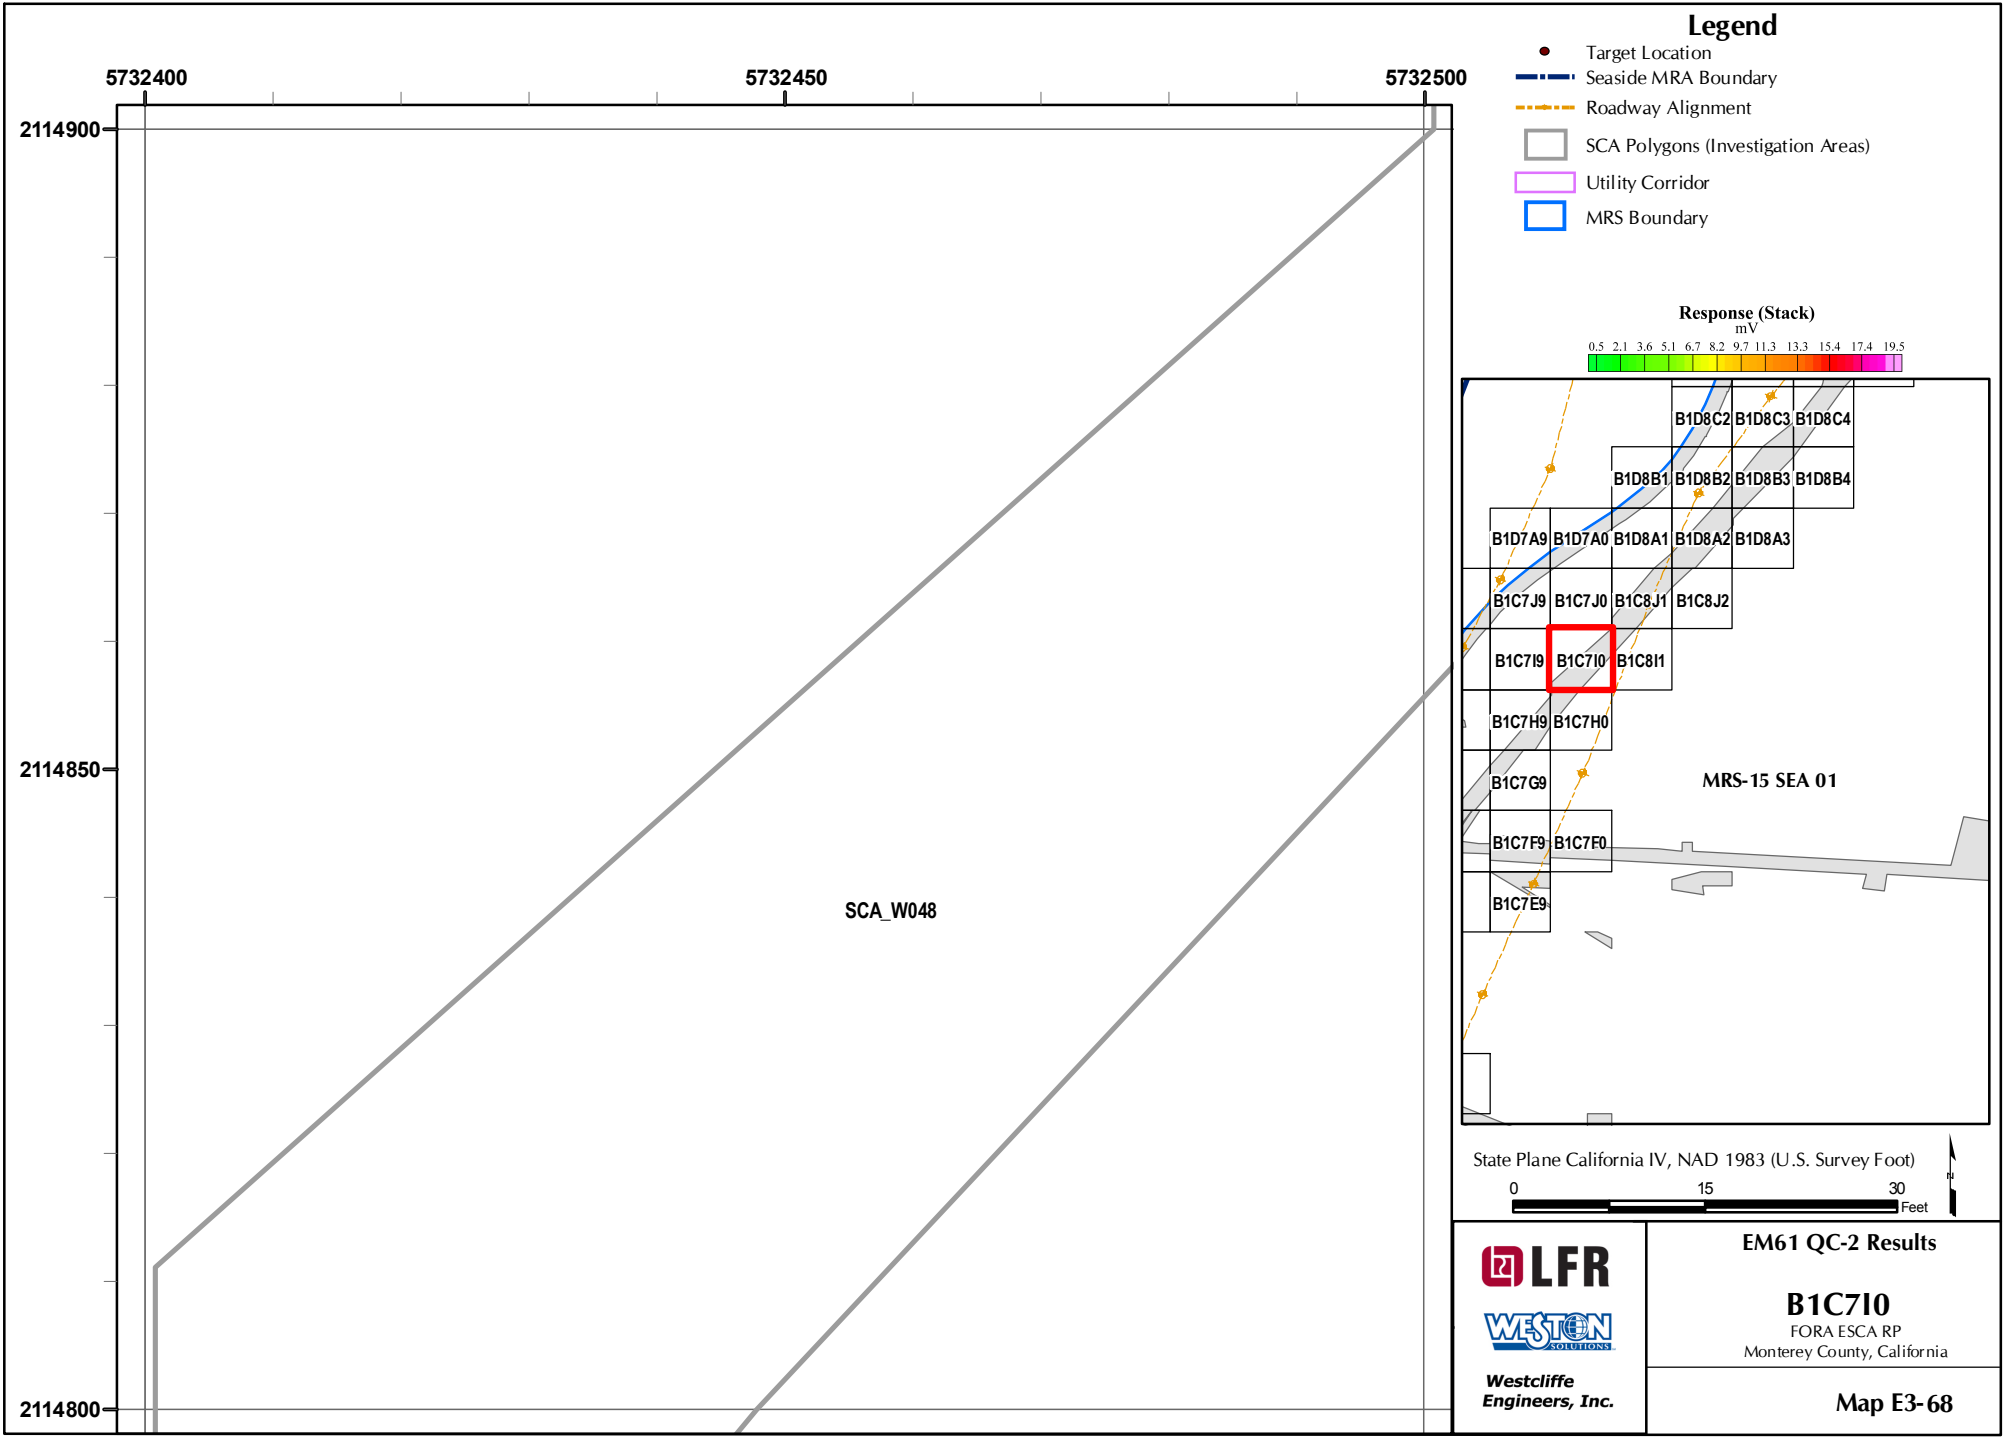 5732400
5732450
5732500
2114900
2114850
2114800
SCA_W048
Legend
Target Location
Seaside MRA Boundary
Roadway Alignment
SCA Polygons (Investigation Areas)
Utility Corridor
MRS Boundary
Response (Stack)
mV
0.5 2.1 3.6 5.1 6.7 8.2 9.7 11.3 13.3 15.4 17.4 19.5
B1D8C2 B1D8C3 B1D8C4
B1D8B1 B1D8B2 B1D8B3 B1D8B4
B1D7A9 B1D7A0 B1D8A1 B1D8A2 B1D8A3
B1C7J9 B1C7J0 B1C8J1 B1C8J2
B1C7I9 B1C7I0 B1C8I1
B1C7H9 B1C7H0
B1C7G9
MRS-15 SEA 01
B1C7F9 B1C7F0
B1C7E9
State Plane California IV, NAD 1983 (U.S. Survey Foot)
0 15 30
Feet
N
LFR
WESTON
SOLUTIONS
Westcliffe
Engineers, Inc.
EM61 QC-2 Results
B1C7I0
FORA ESCA RP
Monterey County, California
Map E3-68